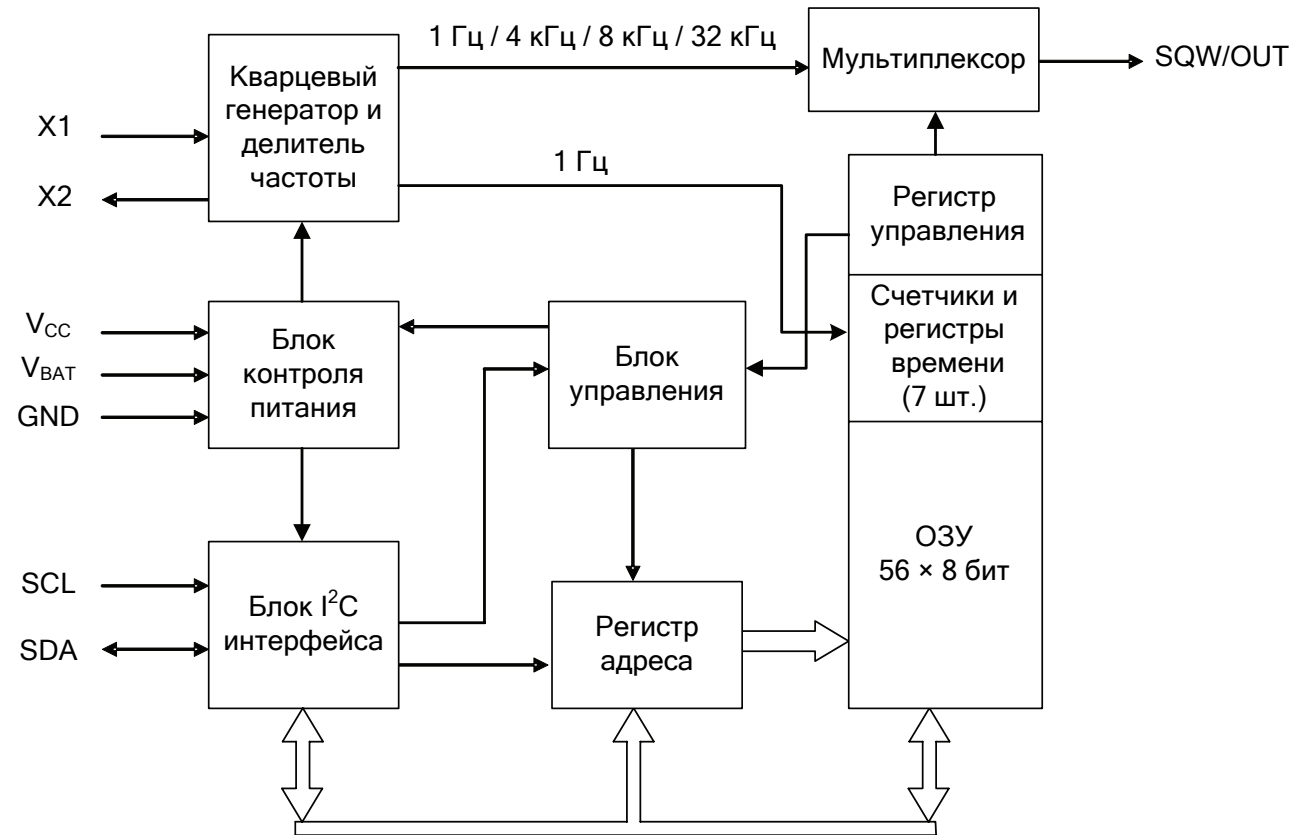 1 Гц / 4 кГц / 8 кГц / 32 кГц
Мультиплексор
SQW/OUT
Кварцевый
генератор и
делитель
частоты
X1
X2
1 Гц
Регистр
управления
Счетчики и
регистры
времени
(7 шт.)
VCC
VBAT
GND
Блок
контроля
питания
Блок
управления
ОЗУ
56 × 8 бит
SCL
SDA
Блок I²C
интерфейса
Регистр
адреса